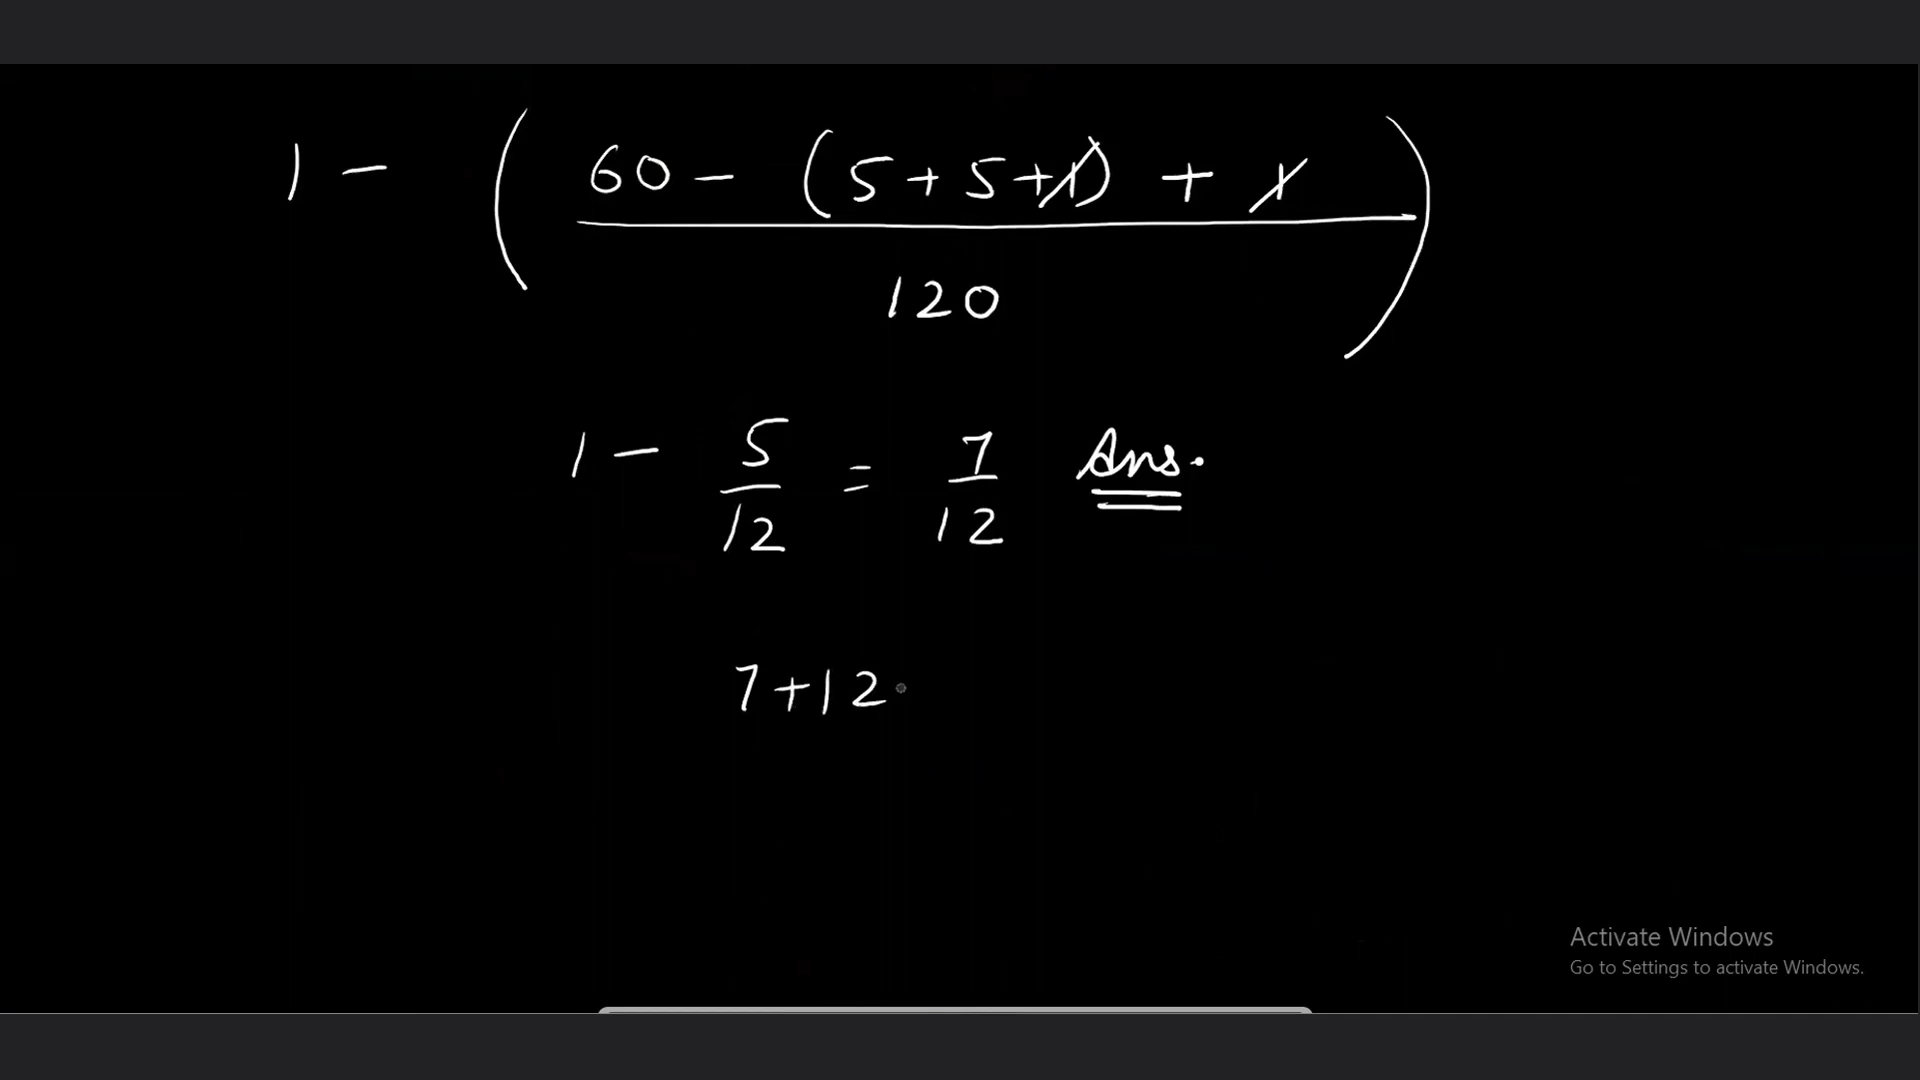 1 - ( 60 - (5+5+1) + 1 / 120 )
1 - 5/12 = 7/12 Ans.
7+12
Activate Windows
Go to Settings to activate Windows.